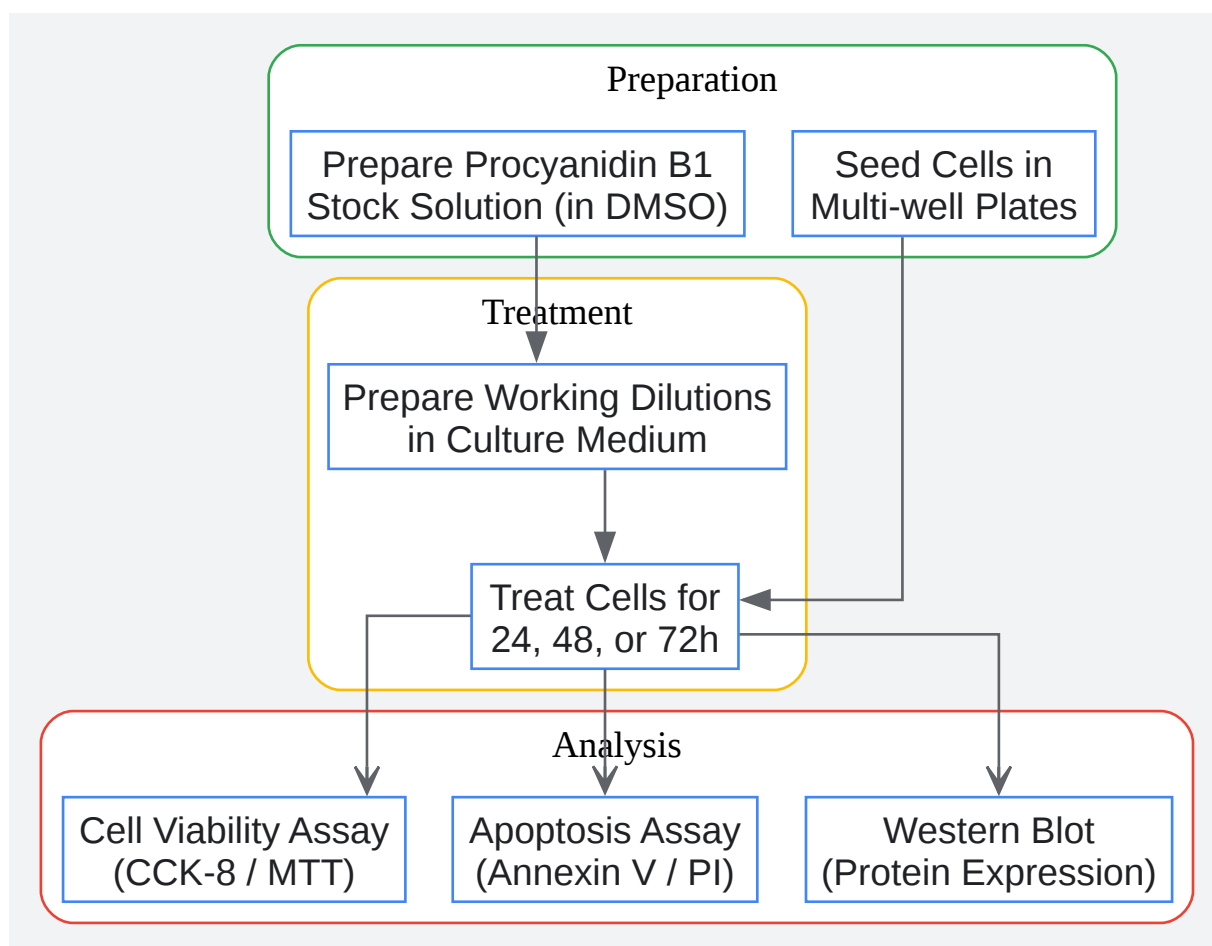 Preparation
Prepare Procyanidin B1
Stock Solution (in DMSO)
Seed Cells in
Multi-well Plates
Treatment
Prepare Working Dilutions
in Culture Medium
Treat Cells for
24, 48, or 72h
Analysis
Cell Viability Assay
(CCK-8 / MTT)
Apoptosis Assay
(Annexin V / PI)
Western Blot
(Protein Expression)